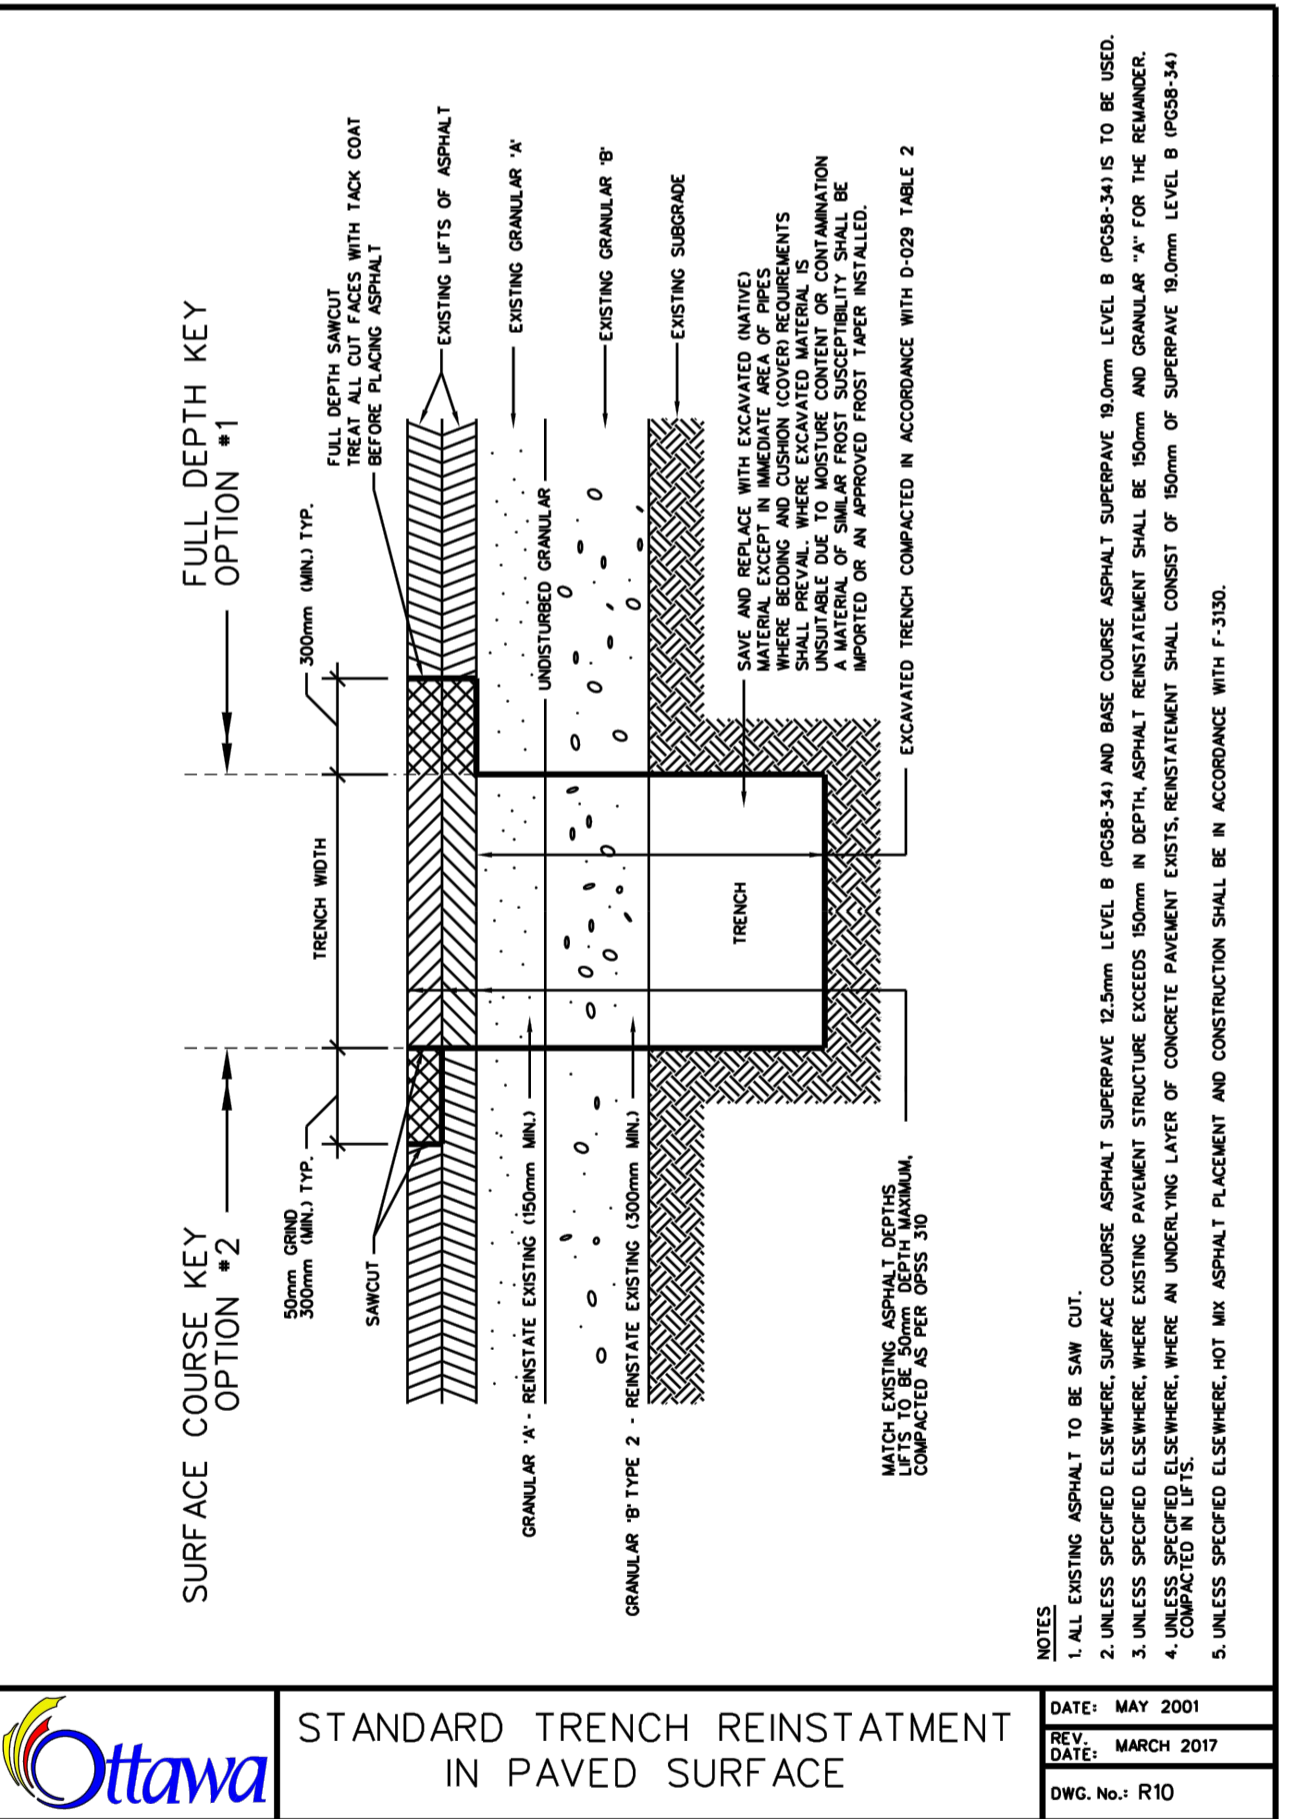 SURFACE COURSE KEY
OPTION #2
FULL DEPTH KEY
OPTION #1
50mm GRIND
300mm (MIN.) TYP.
TRENCH WIDTH
300mm (MIN.) TYP.
SAWCUT
FULL DEPTH SAWCUT
TREAT ALL CUT FACES WITH TACK COAT
BEFORE PLACING ASPHALT
EXISTING LIFTS OF ASPHALT
EXISTING GRANULAR 'A'
UNDISTURBED GRANULAR
EXISTING GRANULAR 'B'
EXISTING SUBGRADE
GRANULAR 'A' - REINSTATE EXISTING (150mm MIN.)
GRANULAR 'B' TYPE 2 - REINSTATE EXISTING (300mm MIN.)
TRENCH
SAVE AND REPLACE WITH EXCAVATED (NATIVE)
MATERIAL EXCEPT IN IMMEDIATE AREA OF PIPES
WHERE BEDDING AND CUSHION (COVER) REQUIREMENTS
SHALL PREVAIL. WHERE EXCAVATED MATERIAL IS
UNSUITABLE DUE TO MOISTURE CONTENT OR CONTAMINATION
A MATERIAL OF SIMILAR FROST SUSCEPTIBILITY SHALL BE
IMPORTED OR AN APPROVED FROST TAPER INSTALLED.
MATCH EXISTING ASPHALT DEPTHS
LIFTS TO BE 50mm DEPTH MAXIMUM,
COMPACTED AS PER OPSS 310
EXCAVATED TRENCH COMPACTED IN ACCORDANCE WITH D-029 TABLE 2
NOTES
1. ALL EXISTING ASPHALT TO BE SAW CUT.
2. UNLESS SPECIFIED ELSEWHERE, SURFACE COURSE ASPHALT SUPERPAVE 12.5mm LEVEL B (PG58-34) AND BASE COURSE ASPHALT SUPERPAVE 19.0mm LEVEL B (PG58-34) IS TO BE USED.
3. UNLESS SPECIFIED ELSEWHERE, WHERE EXISTING PAVEMENT STRUCTURE EXCEEDS 150mm IN DEPTH, ASPHALT REINSTATEMENT SHALL BE 150mm AND GRANULAR "A" FOR THE REMAINDER.
4. UNLESS SPECIFIED ELSEWHERE, WHERE AN UNDERLYING LAYER OF CONCRETE PAVEMENT EXISTS, REINSTATEMENT SHALL CONSIST OF 150mm OF SUPERPAVE 19.0mm LEVEL B (PG58-34)
COMPACTED IN LIFTS.
5. UNLESS SPECIFIED ELSEWHERE, HOT MIX ASPHALT PLACEMENT AND CONSTRUCTION SHALL BE IN ACCORDANCE WITH F-3130.
Ottawa
STANDARD TRENCH REINSTATMENT
IN PAVED SURFACE
DATE: MAY 2001
REV.
DATE: MARCH 2017
DWG. No.: R10